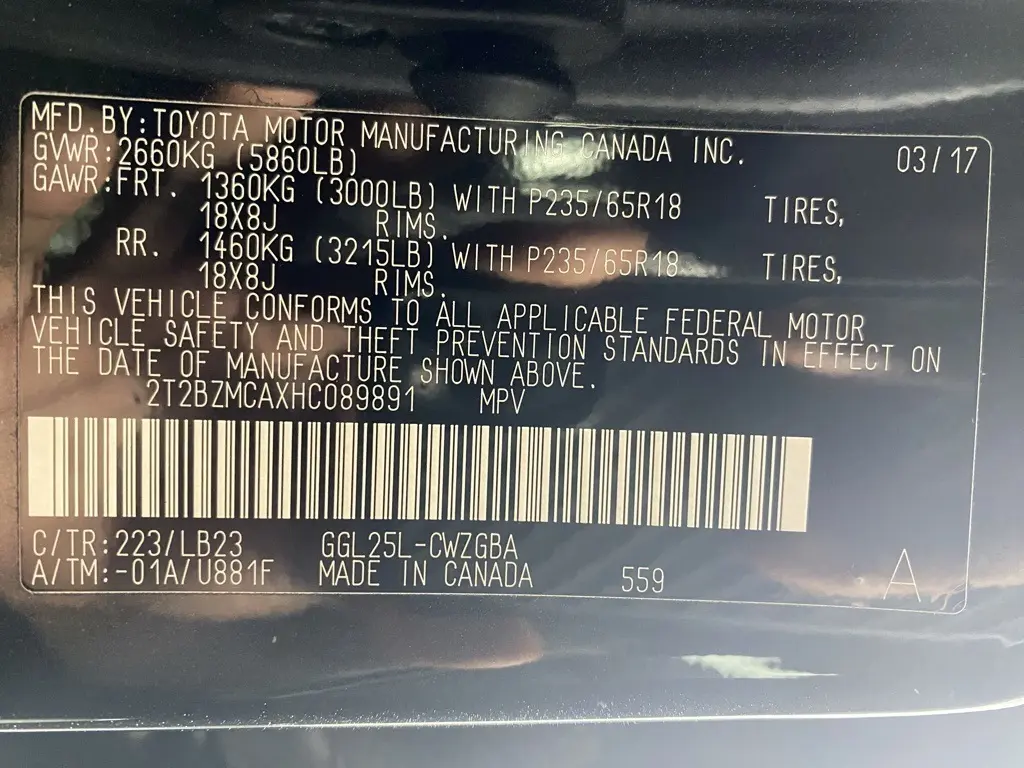 MFD.BY:TOYOTA MOTOR MANUFACTURING CANADA INC. 03/17
GVWR:2660KG (5860LB)
GAWR:FRT. 1360KG (3000LB) WITH P235/65R18 TIRES,
18X8J RIMS.
RR. 1460KG (3215LB) WITH P235/65R18 TIRES,
18X8J RIMS.
THIS VEHICLE CONFORMS TO ALL APPLICABLE FEDERAL MOTOR
VEHICLE SAFETY AND THEFT PREVENTION STANDARDS IN EFFECT ON
THE DATE OF MANUFACTURE SHOWN ABOVE.
2T2BZMCAXHC089891 MPV
C/TR:223/LB23 GGL25L-CWZGBA
A/TM:-01A/U881F MADE IN CANADA 559 A